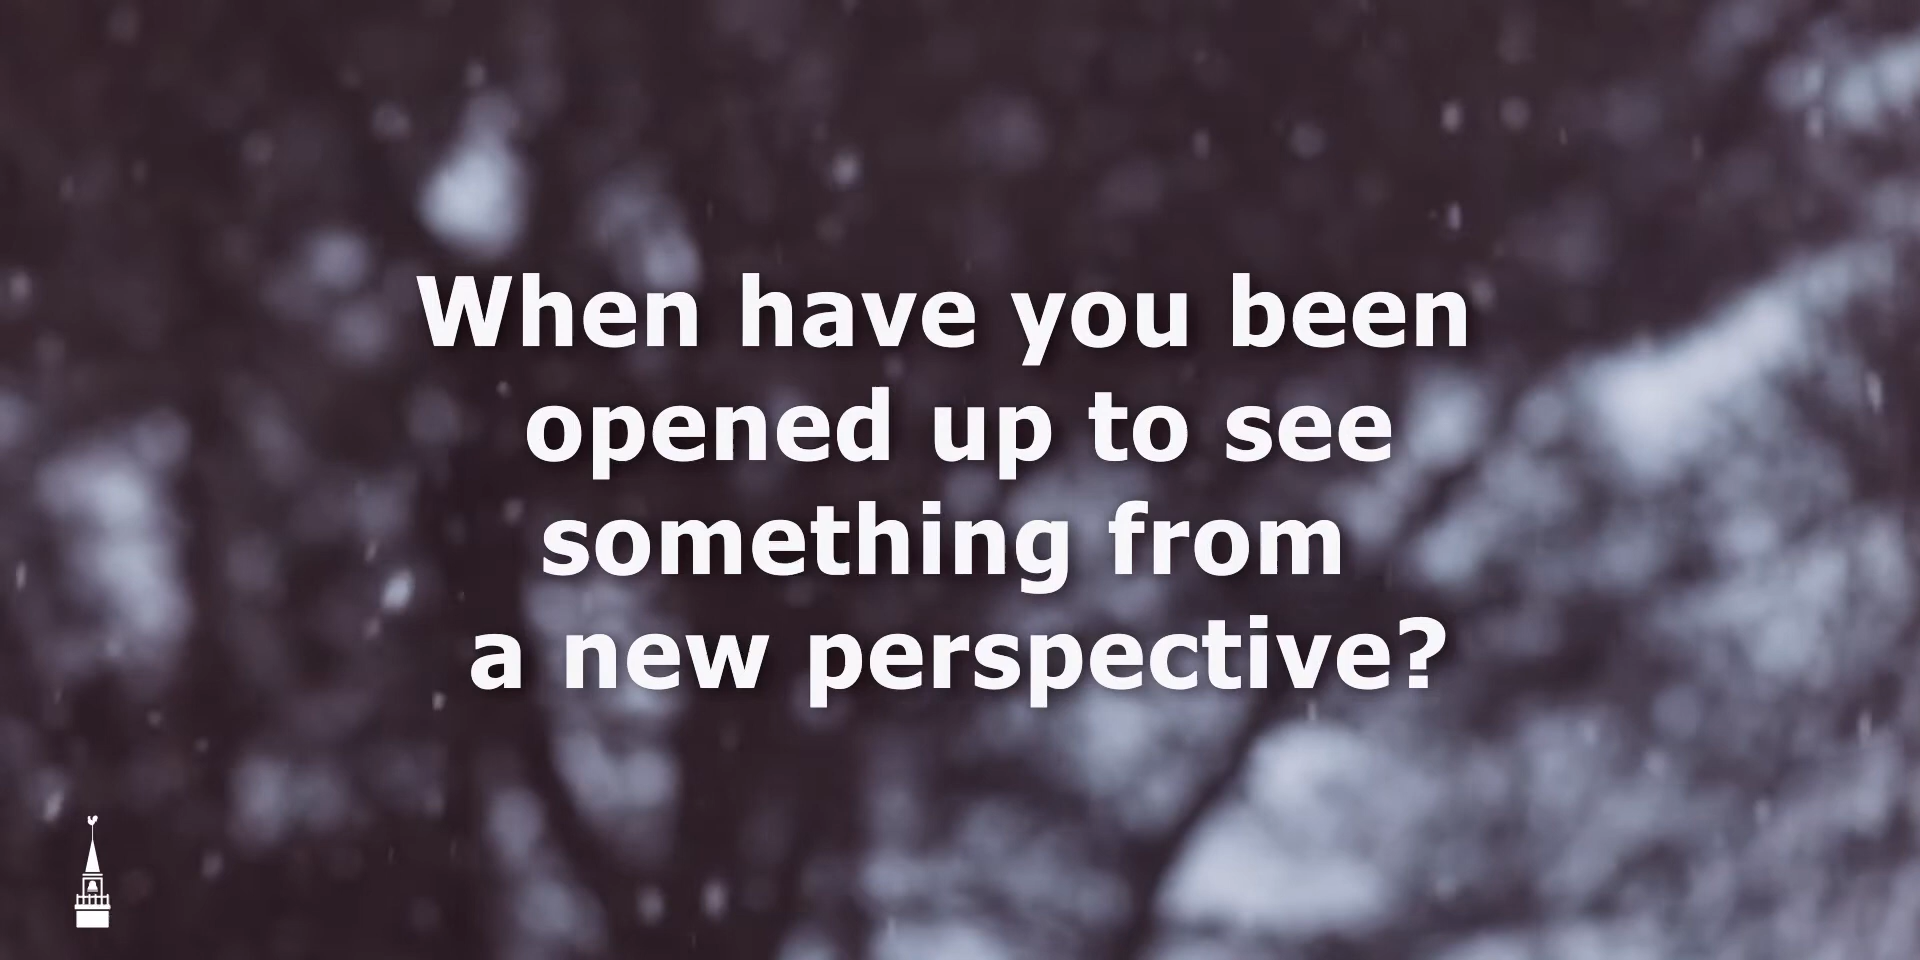 When have you been
opened up to see
something from
a new perspective?